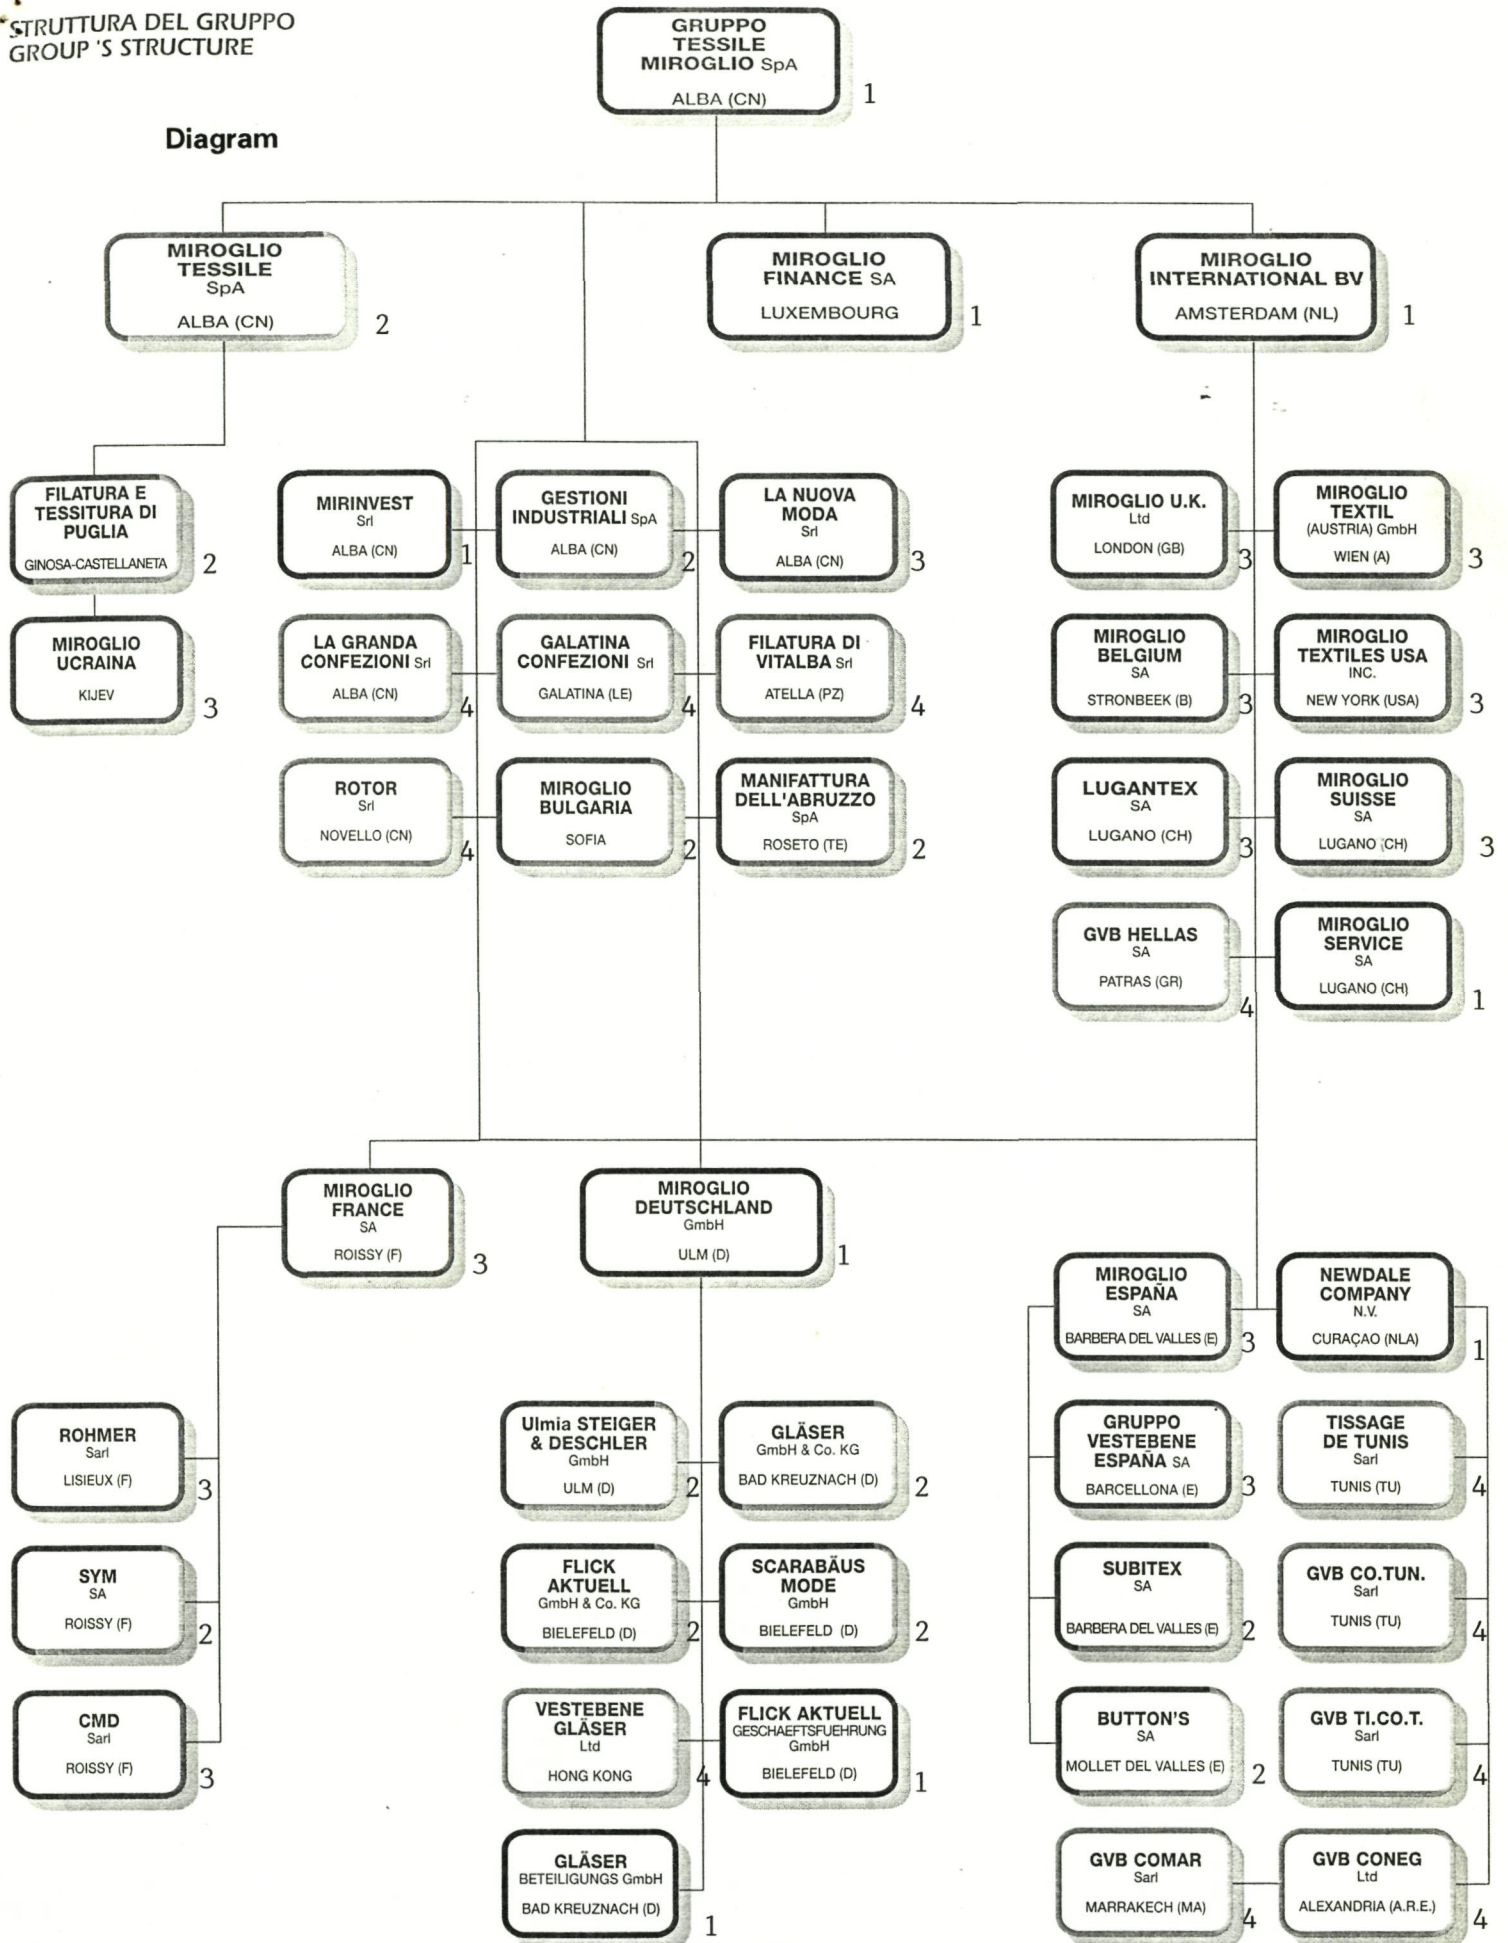 STRUTTURA DEL GRUPPO
GROUP 'S STRUCTURE
Diagram
GRUPPO
TESSILE
MIROGLIO SpA
ALBA (CN)
1
MIROGLIO
TESSILE
SpA
ALBA (CN)
2
MIROGLIO
FINANCE SA
LUXEMBOURG
1
MIROGLIO
INTERNATIONAL BV
AMSTERDAM (NL)
1
FILATURA E
TESSITURA DI
PUGLIA
GINOSA-CASTELLANETA
2
MIROGLIO
UCRAINA
KIJEV
3
MIRINVEST
Srl
ALBA (CN)
1
GESTIONI
INDUSTRIALI SpA
ALBA (CN)
2
LA NUOVA
MODA
Srl
ALBA (CN)
3
LA GRANDA
CONFEZIONI Srl
ALBA (CN)
4
GALATINA
CONFEZIONI Srl
GALATINA (LE)
4
FILATURA DI
VITALBA Srl
ATELLA (PZ)
4
ROTOR
Srl
NOVELLO (CN)
4
MIROGLIO
BULGARIA
SOFIA
2
MANIFATTURA
DELL'ABRUZZO
SpA
ROSETO (TE)
2
MIROGLIO U.K.
Ltd
LONDON (GB)
3
MIROGLIO
TEXTIL
(AUSTRIA) GmbH
WIEN (A)
3
MIROGLIO
BELGIUM
SA
STRONBEEK (B)
3
MIROGLIO
TEXTILES USA
INC.
NEW YORK (USA)
3
LUGANTEX
SA
LUGANO (CH)
3
MIROGLIO
SUISSE
SA
LUGANO (CH)
3
GVB HELLAS
SA
PATRAS (GR)
4
MIROGLIO
SERVICE
SA
LUGANO (CH)
1
MIROGLIO
FRANCE
SA
ROISSY (F)
3
MIROGLIO
DEUTSCHLAND
GmbH
ULM (D)
1
MIROGLIO
ESPAÑA
SA
BARBERA DEL VALLES (E)
3
NEWDALE
COMPANY
N.V.
CURAÇAO (NLA)
1
ROHMER
Sarl
LISIEUX (F)
3
SYM
SA
ROISSY (F)
2
CMD
Sarl
ROISSY (F)
3
Ulmia STEIGER
& DESCHLER
GmbH
ULM (D)
2
GLÄSER
GmbH & Co. KG
BAD KREUZNACH (D)
2
FLICK
AKTUELL
GmbH & Co. KG
BIELEFELD (D)
2
SCARABÄUS
MODE
GmbH
BIELEFELD (D)
2
VESTEBENE
GLÄSER
Ltd
HONG KONG
4
FLICK AKTUELL
GESCHAEFTSFUEHRUNG
GmbH
BIELEFELD (D)
1
GLÄSER
BETEILIGUNGS GmbH
BAD KREUZNACH (D)
1
GRUPPO
VESTEBENE
ESPAÑA SA
BARCELLONA (E)
3
TISSAGE
DE TUNIS
Sarl
TUNIS (TU)
4
SUBITEX
SA
BARBERA DEL VALLES (E)
2
GVB CO.TUN.
Sarl
TUNIS (TU)
4
BUTTON'S
SA
MOLLET DEL VALLES (E)
2
GVB TI.CO.T.
Sarl
TUNIS (TU)
4
GVB COMAR
Sarl
MARRAKECH (MA)
4
GVB CONEG
Ltd
ALEXANDRIA (A.R.E.)
4